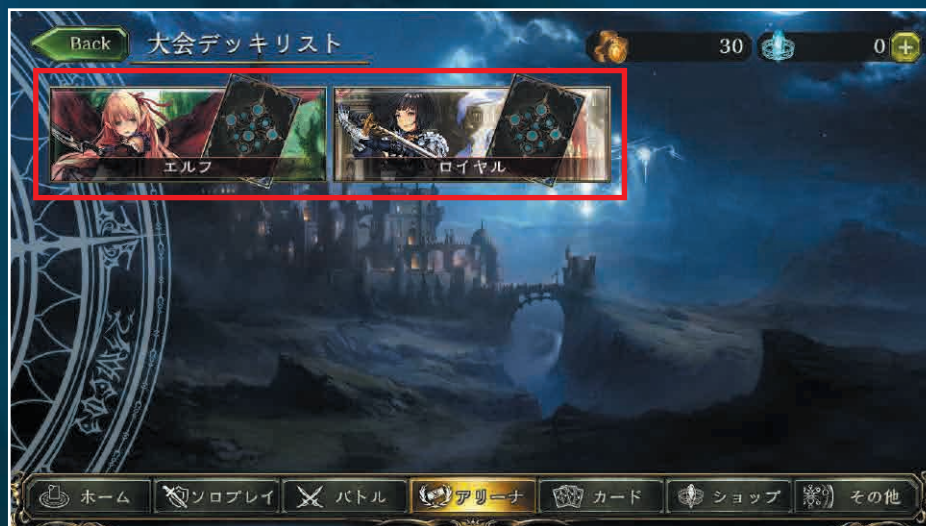 Back
大会デッキリスト
30
0
エルフ
ロイヤル
ホーム
ソロプレイ
バトル
アリーナ
カード
ショップ
その他